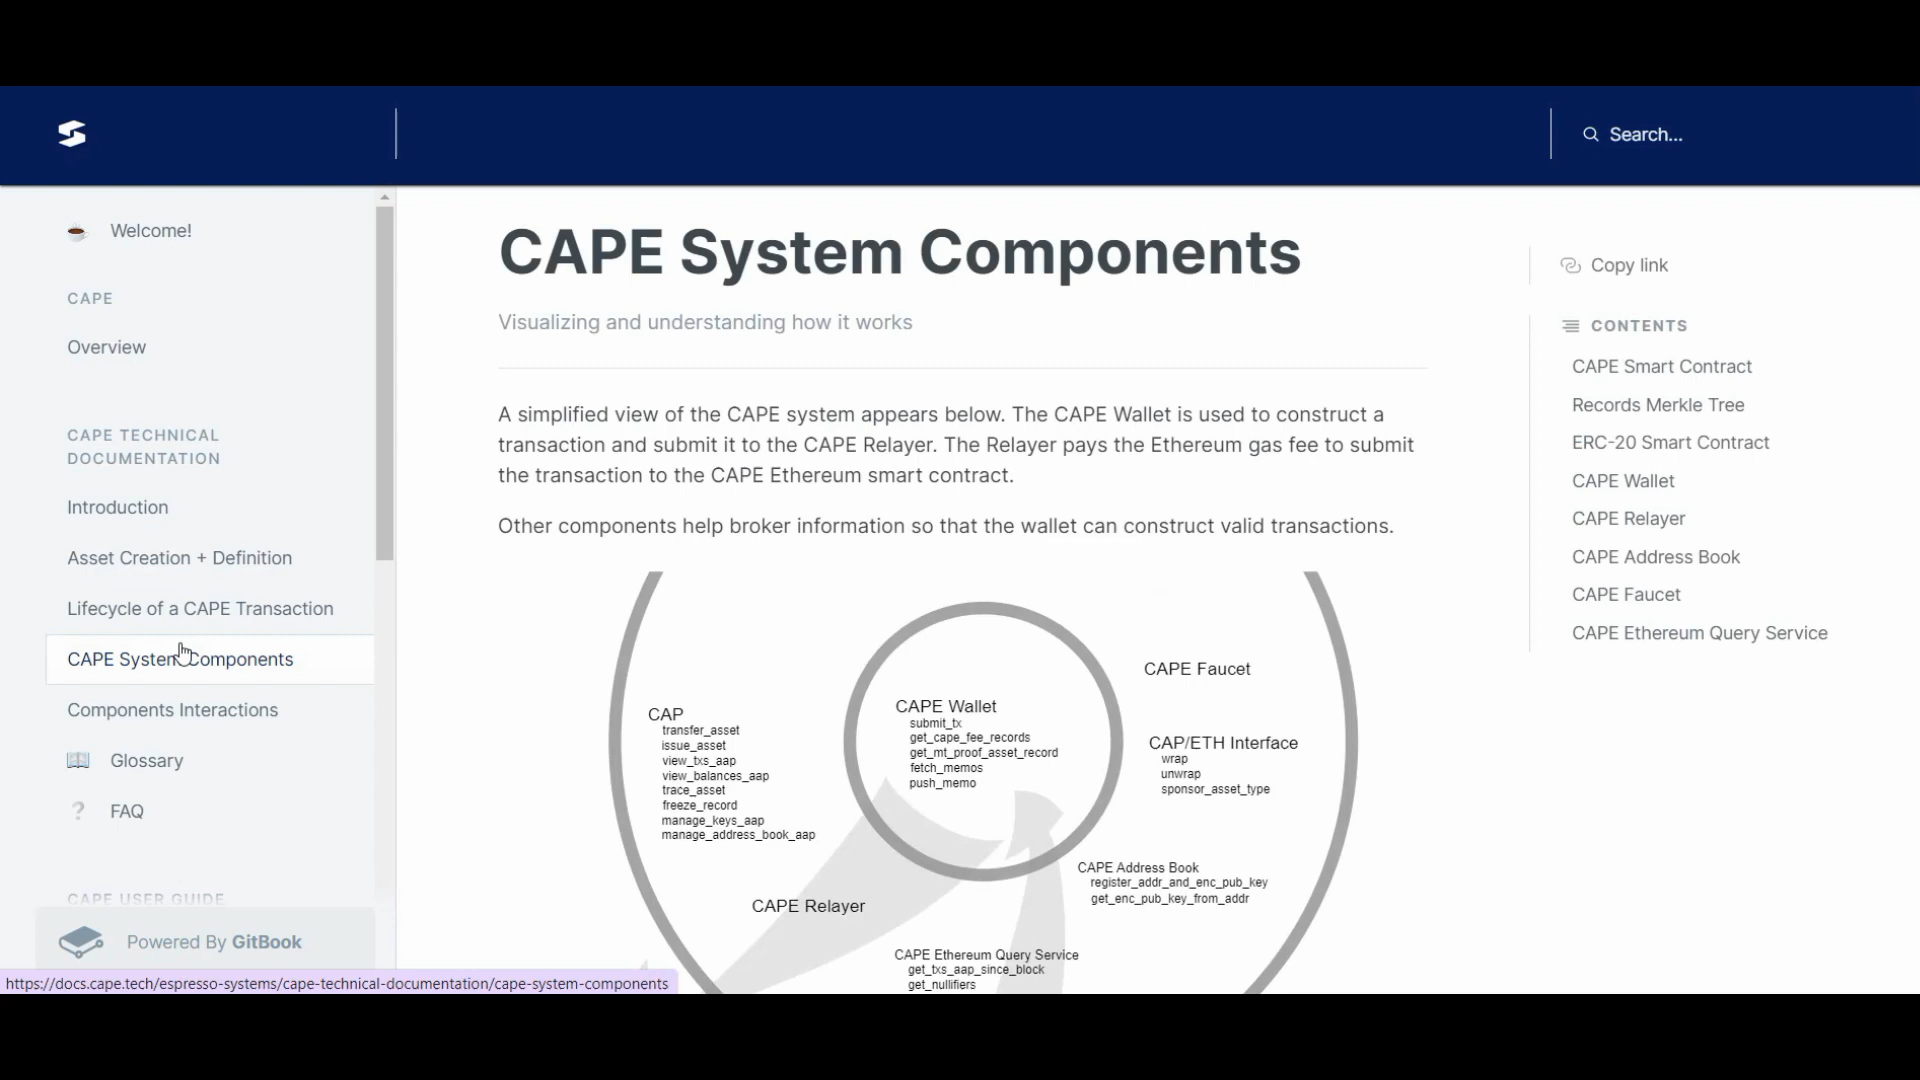 Search...
Welcome!
CAPE
Overview
CAPE TECHNICAL
DOCUMENTATION
Introduction
Asset Creation + Definition
Lifecycle of a CAPE Transaction
CAPE System Components
Components Interactions
Glossary
? FAQ
CAPE USER GUIDE
Powered By GitBook
https://docs.cape.tech/espresso-systems/cape-technical-documentation/cape-system-components
CAPE System Components
Visualizing and understanding how it works
A simplified view of the CAPE system appears below. The CAPE Wallet is used to construct a
transaction and submit it to the CAPE Relayer. The Relayer pays the Ethereum gas fee to submit
the transaction to the CAPE Ethereum smart contract.
Other components help broker information so that the wallet can construct valid transactions.
CAP
transfer_asset
issue_asset
view_txs_aap
view_balances_aap
trace_asset
freeze_record
manage_keys_aap
manage_address_book_aap
CAPE Wallet
submit_tx
get_cape_fee_records
get_mt_proof_asset_record
fetch_memos
push_memo
CAPE Faucet
CAP/ETH Interface
wrap
unwrap
sponsor_asset_type
CAPE Address Book
register_addr_and_enc_pub_key
get_enc_pub_key_from_addr
CAPE Relayer
CAPE Ethereum Query Service
get_txs_aap_since_block
get_nullifiers
Copy link
CONTENTS
CAPE Smart Contract
Records Merkle Tree
ERC-20 Smart Contract
CAPE Wallet
CAPE Relayer
CAPE Address Book
CAPE Faucet
CAPE Ethereum Query Service